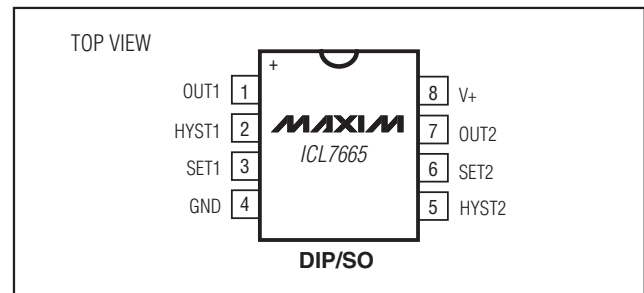 TOP VIEW
+
OUT1 1
HYST1 2
SET1 3
GND 4
MAXIM
ICL7665
8 V+
7 OUT2
6 SET2
5 HYST2
DIP/SO